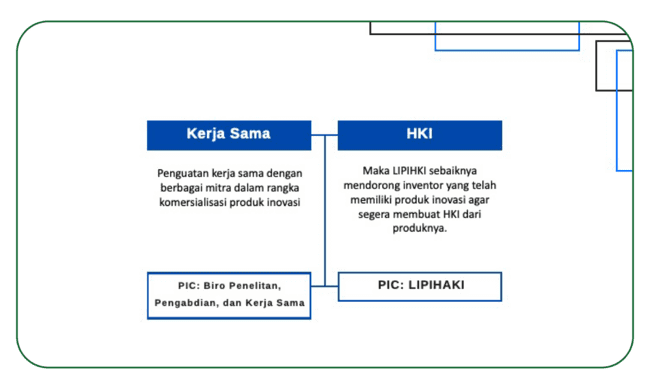 Kerja Sama
Penguatan kerja sama dengan
berbagai mitra dalam rangka
komersialisasi produk inovasi
PIC: Biro Penelitan,
Pengabdian, dan Kerja Sama
HKI
Maka LIPIHKI sebaiknya
mendorong inventor yang telah
memiliki produk inovasi agar
segera membuat HKI dari
produknya.
PIC: LIPIHAKI